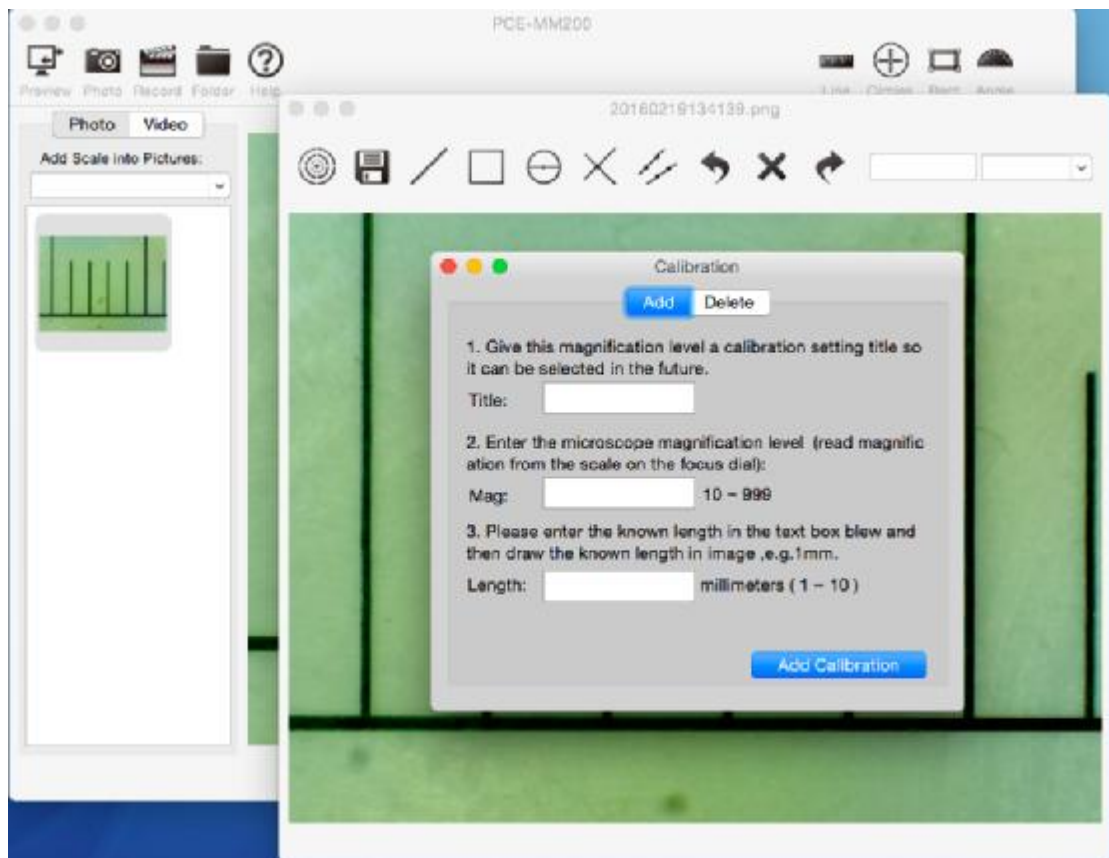 PCE-MM200
Preview Photo Record Folder Help
Line Circles Rect Angle
20160219134139.png
Photo Video
Add Scale into Pictures:
Calibration
Add Delete
1. Give this magnification level a calibration setting title so
it can be selected in the future.
Title:
2. Enter the microscope magnification level (read magnific
ation from the scale on the focus dial):
Mag: 10 ~ 999
3. Please enter the known length in the text box blew and
then draw the known length in image ,e.g.1mm.
Length: millimeters ( 1 ~ 10 )
Add Calibration